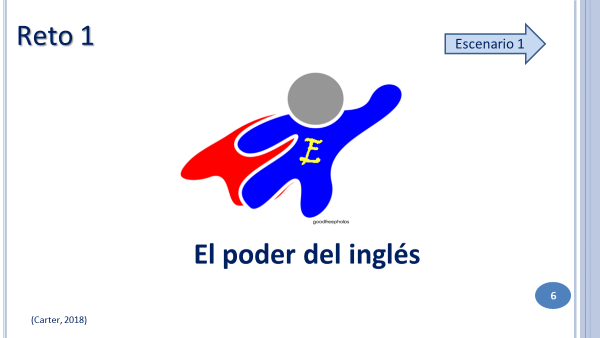 Reto 1
Escenario 1
E
goodfreephotos
El poder del inglés
6
(Carter, 2018)